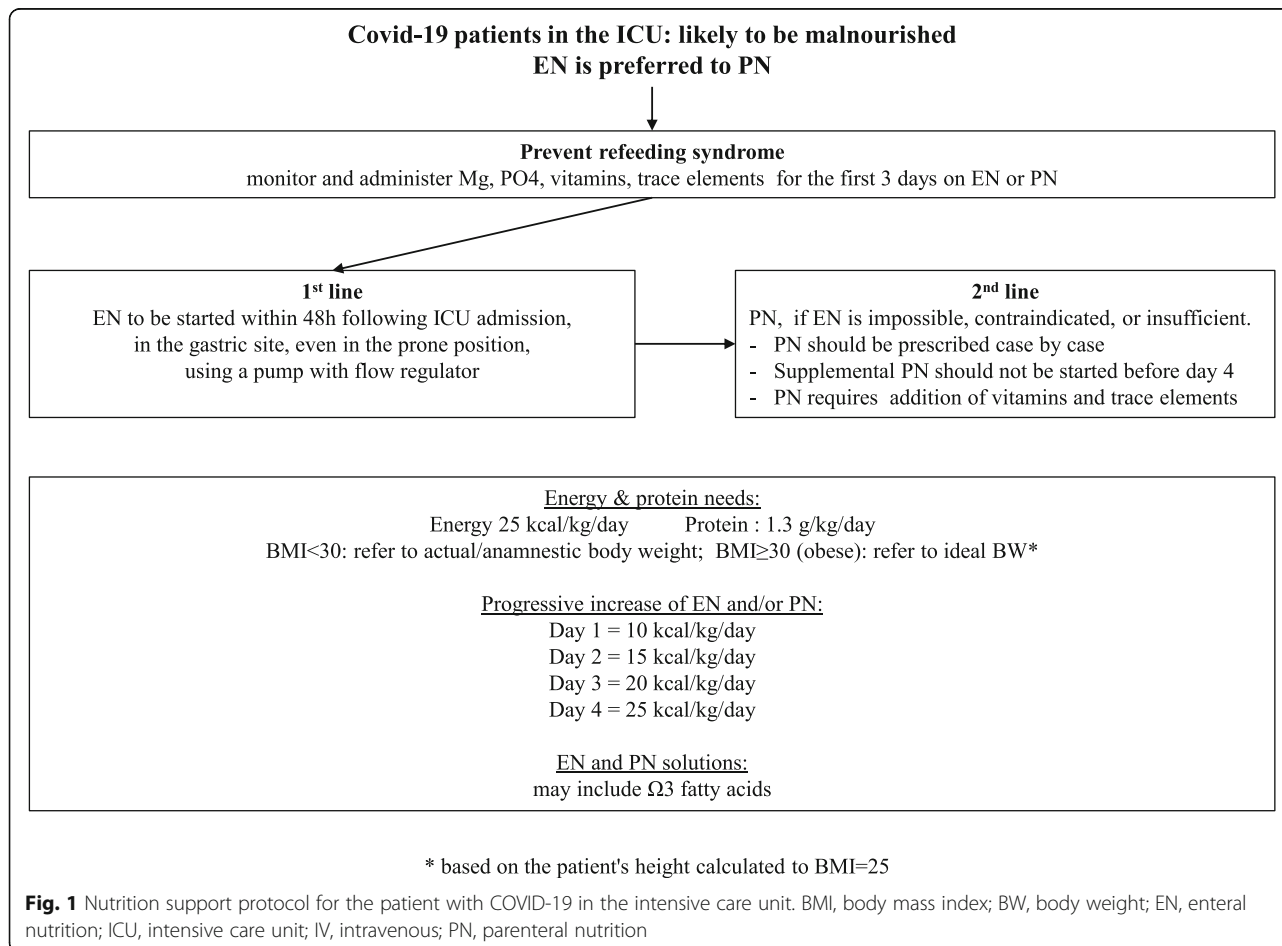 Covid-19 patients in the ICU: likely to be malnourished
EN is preferred to PN
Prevent refeeding syndrome
monitor and administer Mg, PO4, vitamins, trace elements for the first 3 days on EN or PN
1st line
EN to be started within 48h following ICU admission,
in the gastric site, even in the prone position,
using a pump with flow regulator
2nd line
PN, if EN is impossible, contraindicated, or insufficient.
- PN should be prescribed case by case
- Supplemental PN should not be started before day 4
- PN requires addition of vitamins and trace elements
Energy & protein needs:
Energy 25 kcal/kg/day Protein : 1.3 g/kg/day
BMI<30: refer to actual/anamnestic body weight; BMI≥30 (obese): refer to ideal BW*
Progressive increase of EN and/or PN:
Day 1 = 10 kcal/kg/day
Day 2 = 15 kcal/kg/day
Day 3 = 20 kcal/kg/day
Day 4 = 25 kcal/kg/day
EN and PN solutions:
may include Ω3 fatty acids
* based on the patient's height calculated to BMI=25
Fig. 1 Nutrition support protocol for the patient with COVID-19 in the intensive care unit. BMI, body mass index; BW, body weight; EN, enteral
nutrition; ICU, intensive care unit; IV, intravenous; PN, parenteral nutrition